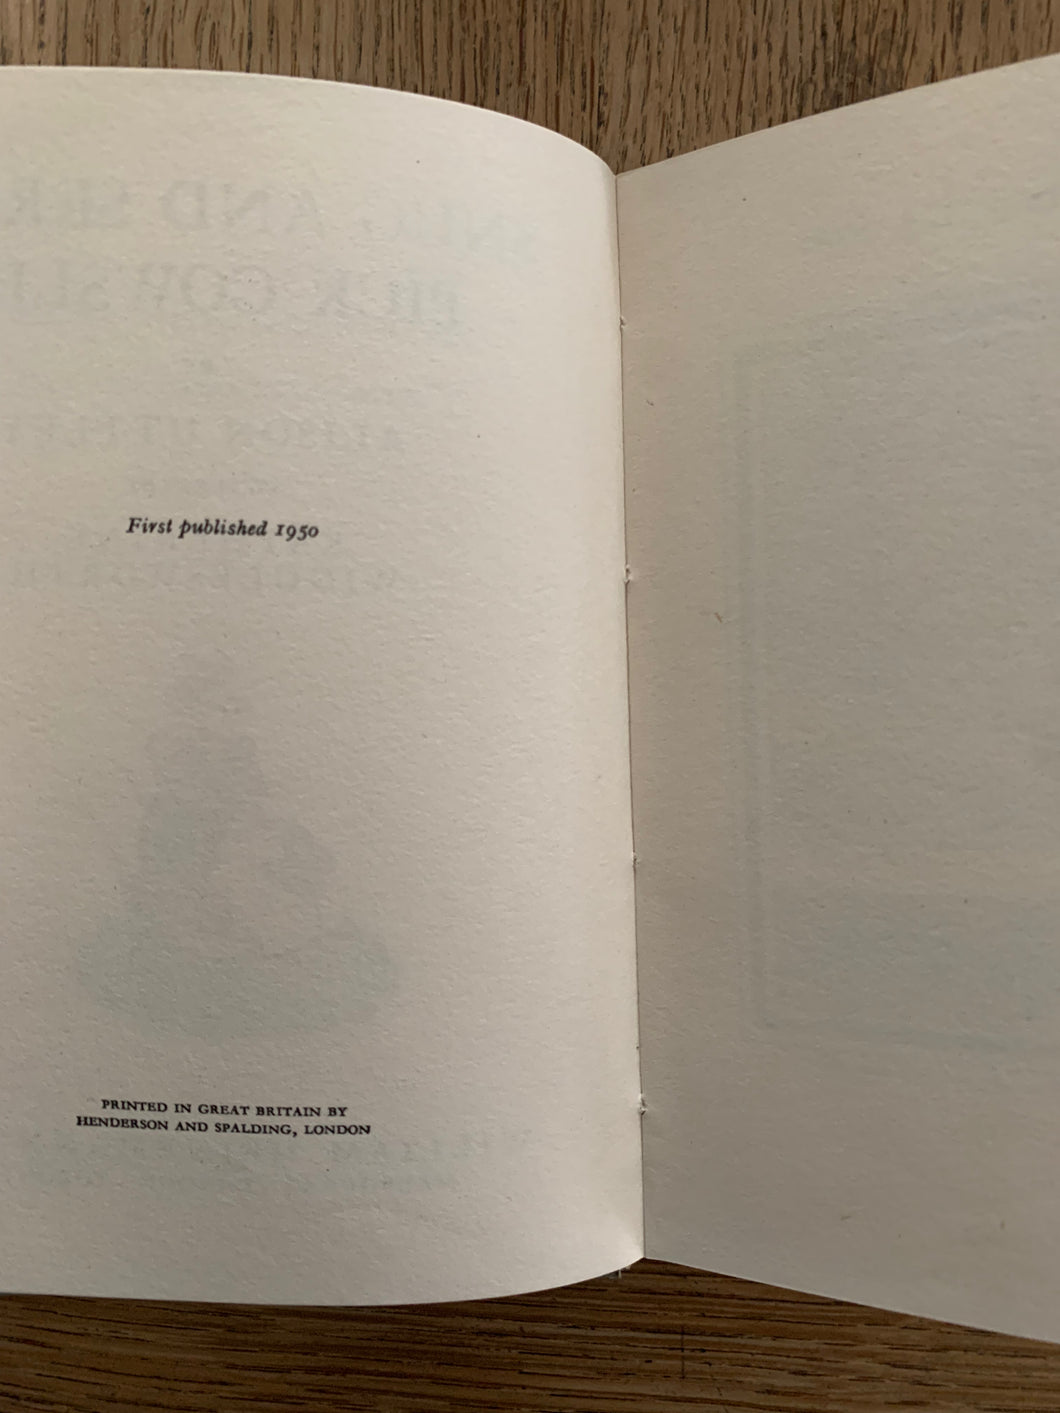 First published 1950
PRINTED IN GREAT BRITAIN BY
HENDERSON AND SPALDING, LONDON